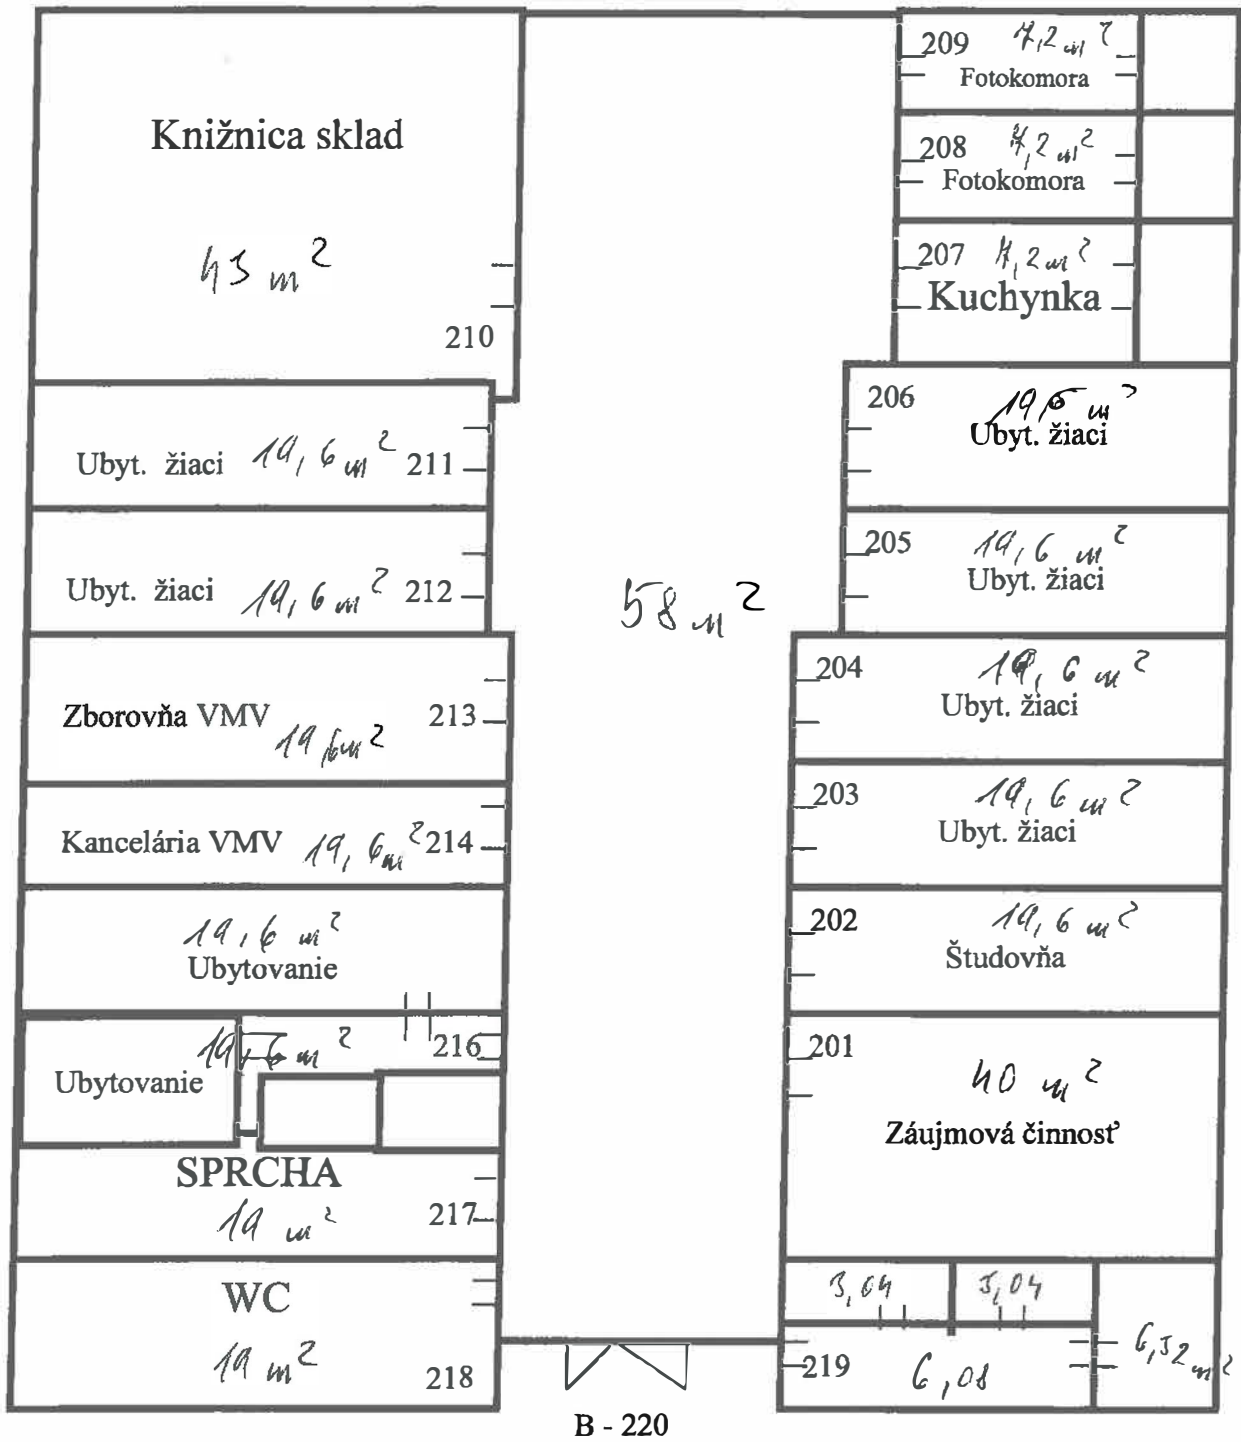 Knižnica sklad
43 m²
210
Ubyt. žiaci 19,6 m² 211
Ubyt. žiaci 19,6 m² 212
Zborovňa VMV 19,6 m² 213
Kancelária VMV 19,6 m² 214
19,6 m²
Ubytovanie
19,6 m² 216
Ubytovanie
SPRCHA
19 m² 217
WC
19 m²
218
58 m²
B - 220
209 7,2 m²
Fotokomora
208 7,2 m²
Fotokomora
207 7,2 m²
Kuchynka
206 19,6 m²
Ubyt. žiaci
205 19,6 m²
Ubyt. žiaci
204 19,6 m²
Ubyt. žiaci
203 19,6 m²
Ubyt. žiaci
202 19,6 m²
Študovňa
201
40 m²
Záujmová činnosť
3,04 3,04
219 6,08 6,32 m²